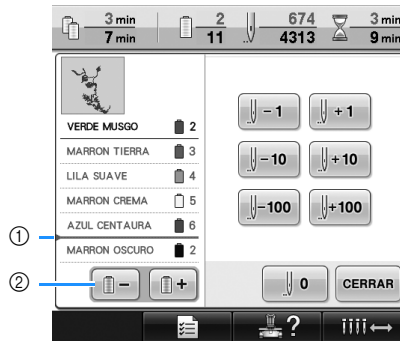 3 min 2 674 3 min
7 min 11 4313 9 min
VERDE MUSGO 2
MARRON TIERRA 3
LILA SUAVE 4
MARRON CREMA 5
AZUL CENTAURA 6
MARRON OSCURO 2
−1 +1
−10 +10
−100 +100
− + 0 CERRAR
?
①
②